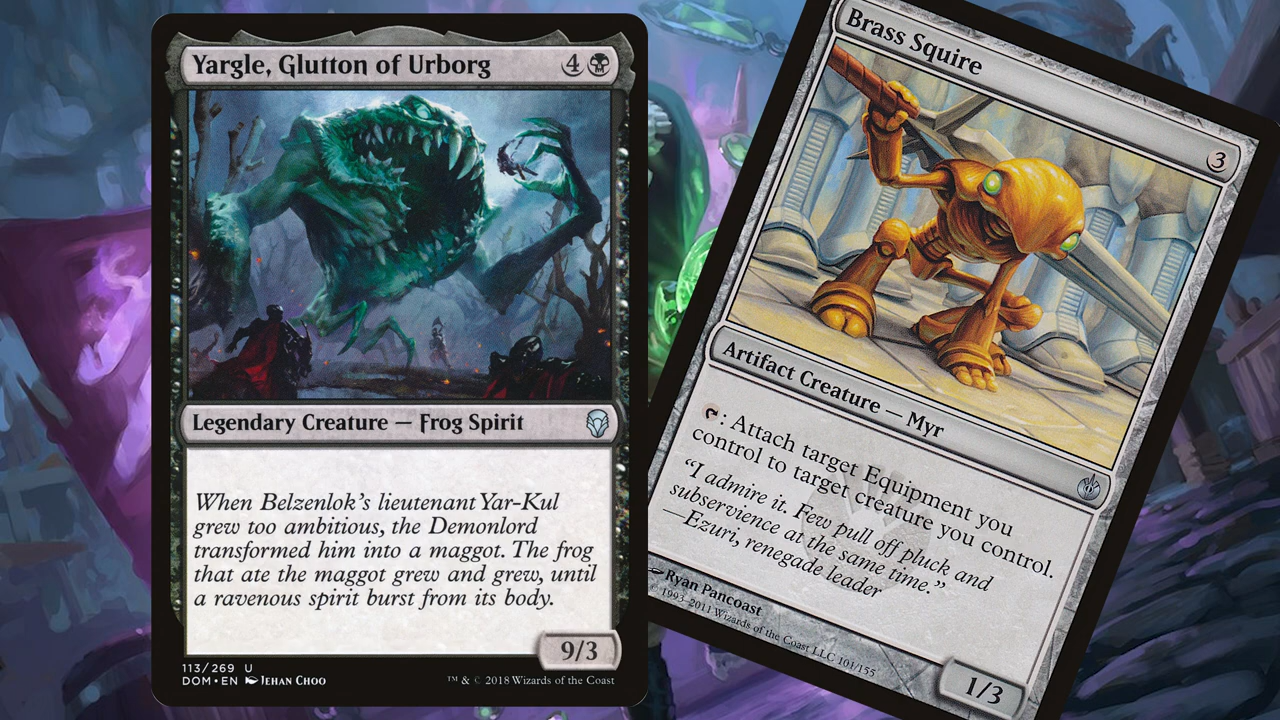 Yargle, Glutton of Urborg
4
Legendary Creature — Frog Spirit
When Belzenlok's lieutenant Yar-Kul
grew too ambitious, the Demonlord
transformed him into a maggot. The frog
that ate the maggot grew and grew, until
a ravenous spirit burst from its body.
9/3
113/269 U
DOM • EN Jehan Choo
™ & © 2018 Wizards of the Coast
Brass Squire
3
Artifact Creature — Myr
: Attach target Equipment you
control to target creature you control.
“I admire it. Few pull off pluck and
subservience at the same time.”
—Ezuri, renegade leader
Ryan Pancoast
© 1993–2011 Wizards of the Coast LLC 101/155
1/3